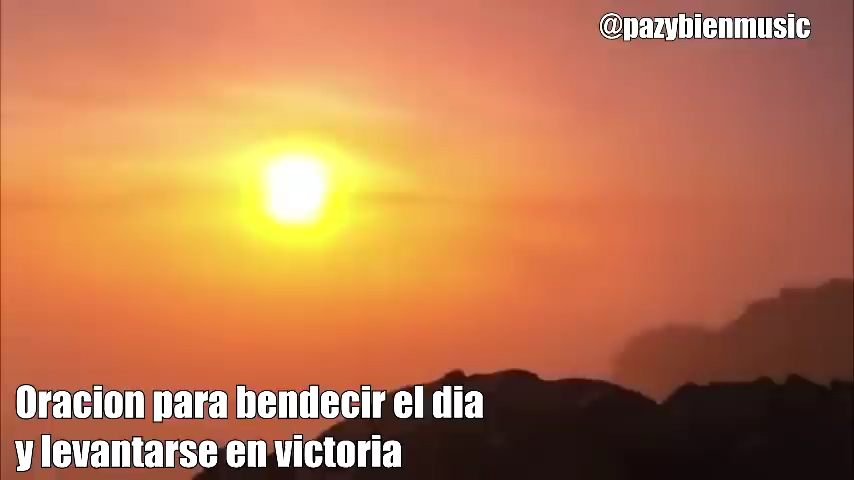 @pazybienmusic
Oracion para bendecir el dia
y levantarse en victoria